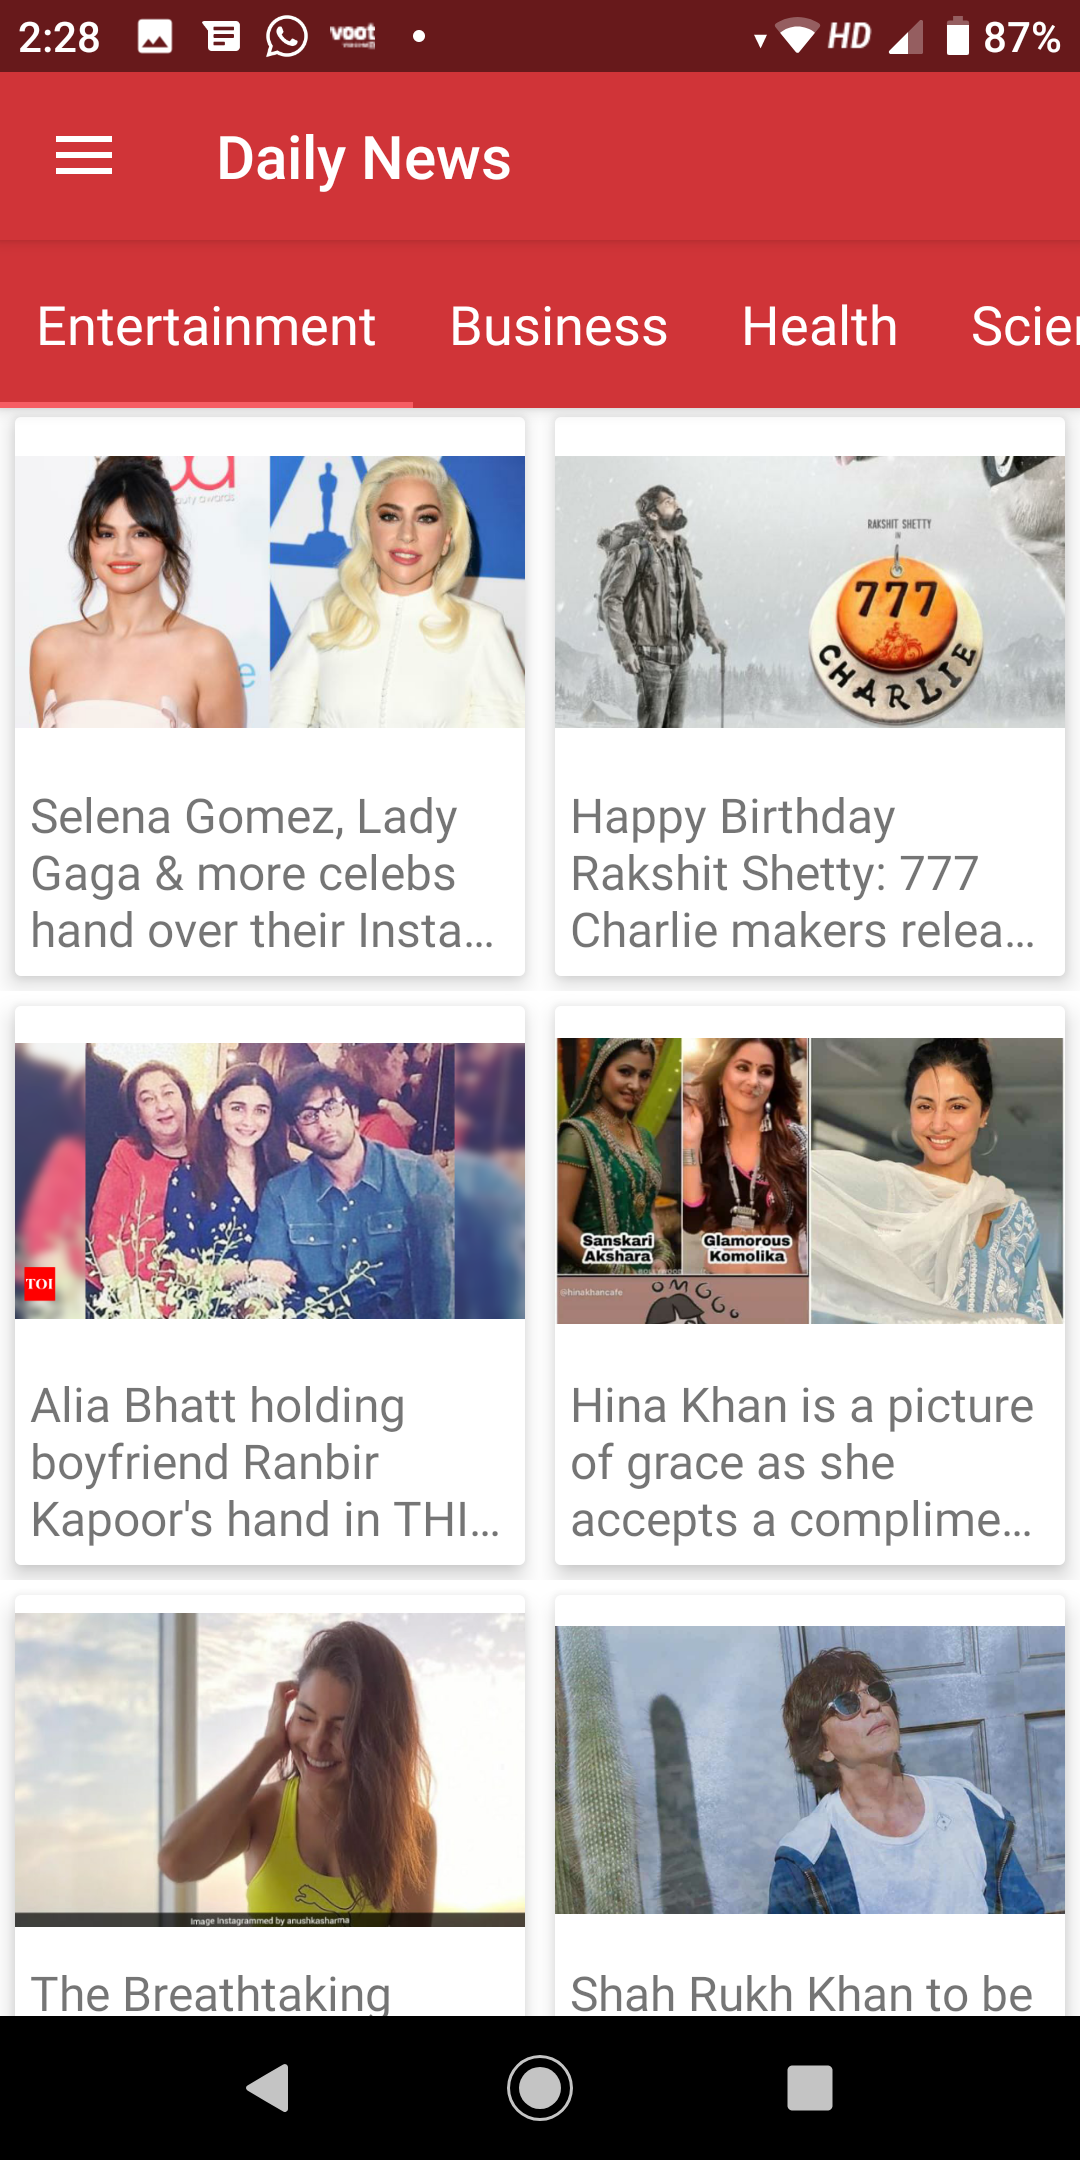 2:28
voot
HD
87%
Daily News
Entertainment
Business
Health
Scien
Selena Gomez, Lady
Gaga & more celebs
hand over their Insta...
RAKSHIT SHETTY
IN
777
CHARLIE
Happy Birthday
Rakshit Shetty: 777
Charlie makers relea...
TOI
Alia Bhatt holding
boyfriend Ranbir
Kapoor's hand in THI...
Sanskari
Akshara
Glamorous
Komolika
@hinakhancafe
OMGGG
Hina Khan is a picture
of grace as she
accepts a complime...
Image Instagrammed by anushkasharma
The Breathtaking
Shah Rukh Khan to be